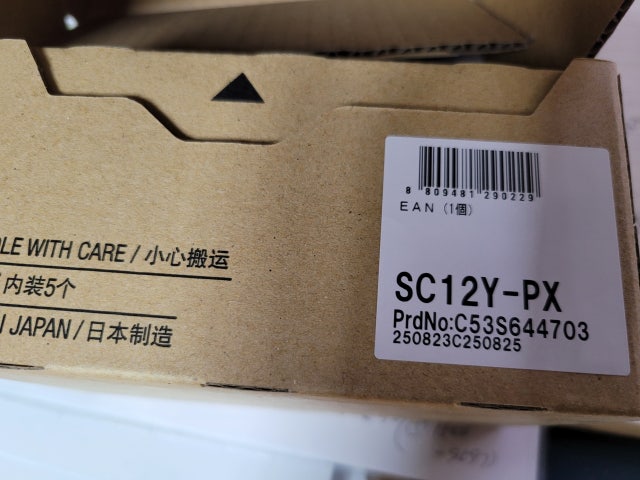 WITH CARE / 小心搬运
内装5个
JAPAN / 日本制造
8 809481 290229
EAN (1個)
SC12Y-PX
PrdNo:C53S644703
250823C250825